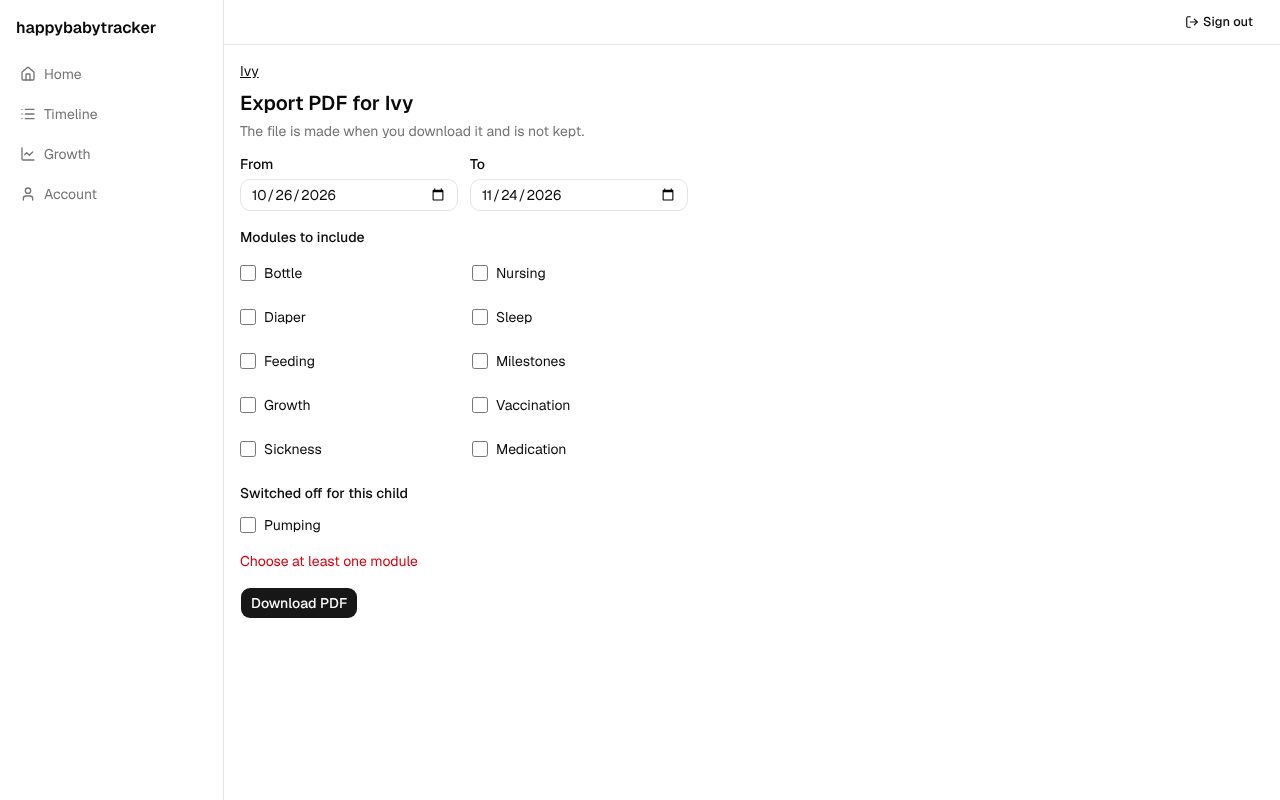 happybabytracker
Sign out
Home
Timeline
Growth
Account
Ivy
Export PDF for Ivy
The file is made when you download it and is not kept.
From To
10/26/2026 11/24/2026
Modules to include
Bottle Nursing
Diaper Sleep
Feeding Milestones
Growth Vaccination
Sickness Medication
Switched off for this child
Pumping
Choose at least one module
Download PDF